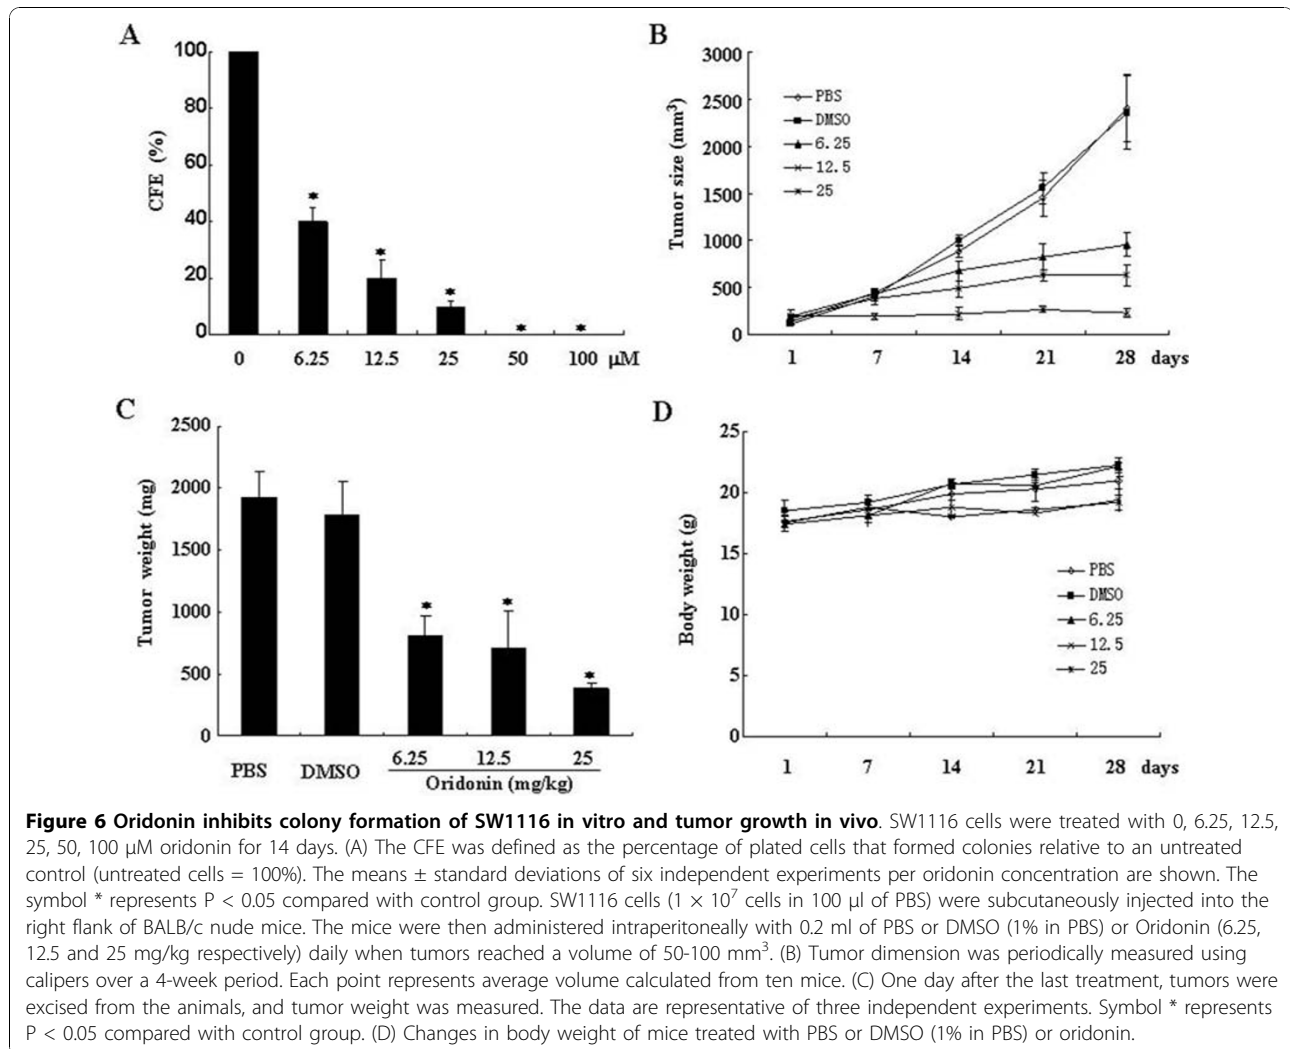 A
CFE (%)
100
80
60
40
20
0
*
*
*
*
*
0 6.25 12.5 25 50 100 μM
B
Tumor size (mm³)
3000
2500
2000
1500
1000
500
0
PBS
DMSO
6.25
12.5
25
1 7 14 21 28 days
C
Tumor weight (mg)
2500
2000
1500
1000
500
0
*
*
*
PBS DMSO 6.25 12.5 25
Oridonin (mg/kg)
D
Body weight (g)
25
20
15
10
5
0
PBS
DMSO
6.25
12.5
25
1 7 14 21 28 days
Figure 6 Oridonin inhibits colony formation of SW1116 in vitro and tumor growth in vivo. SW1116 cells were treated with 0, 6.25, 12.5,
25, 50, 100 μM oridonin for 14 days. (A) The CFE was defined as the percentage of plated cells that formed colonies relative to an untreated
control (untreated cells = 100%). The means ± standard deviations of six independent experiments per oridonin concentration are shown. The
symbol * represents P < 0.05 compared with control group. SW1116 cells (1 × 10⁷ cells in 100 μl of PBS) were subcutaneously injected into the
right flank of BALB/c nude mice. The mice were then administered intraperitoneally with 0.2 ml of PBS or DMSO (1% in PBS) or Oridonin (6.25,
12.5 and 25 mg/kg respectively) daily when tumors reached a volume of 50-100 mm³. (B) Tumor dimension was periodically measured using
calipers over a 4-week period. Each point represents average volume calculated from ten mice. (C) One day after the last treatment, tumors were
excised from the animals, and tumor weight was measured. The data are representative of three independent experiments. Symbol * represents
P < 0.05 compared with control group. (D) Changes in body weight of mice treated with PBS or DMSO (1% in PBS) or oridonin.